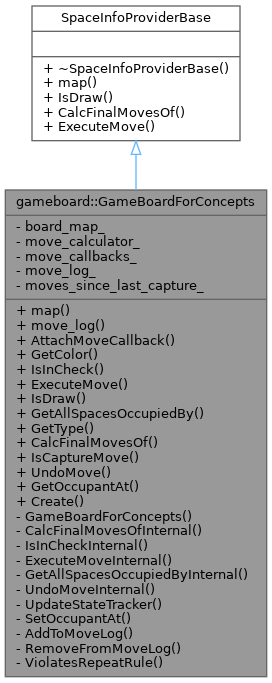 SpaceInfoProviderBase
+ ~SpaceInfoProviderBase()
+ map()
+ IsDraw()
+ CalcFinalMovesOf()
+ ExecuteMove()
gameboard::GameBoardForConcepts
- board_map_
- move_calculator_
- move_callbacks_
- move_log_
- moves_since_last_capture_
+ map()
+ move_log()
+ AttachMoveCallback()
+ GetColor()
+ IsInCheck()
+ ExecuteMove()
+ IsDraw()
+ GetAllSpacesOccupiedBy()
+ GetType()
+ CalcFinalMovesOf()
+ IsCaptureMove()
+ UndoMove()
+ GetOccupantAt()
+ Create()
- GameBoardForConcepts()
- CalcFinalMovesOfInternal()
- IsInCheckInternal()
- ExecuteMoveInternal()
- GetAllSpacesOccupiedByInternal()
- UndoMoveInternal()
- UpdateStateTracker()
- SetOccupantAt()
- AddToMoveLog()
- RemoveFromMoveLog()
- ViolatesRepeatRule()